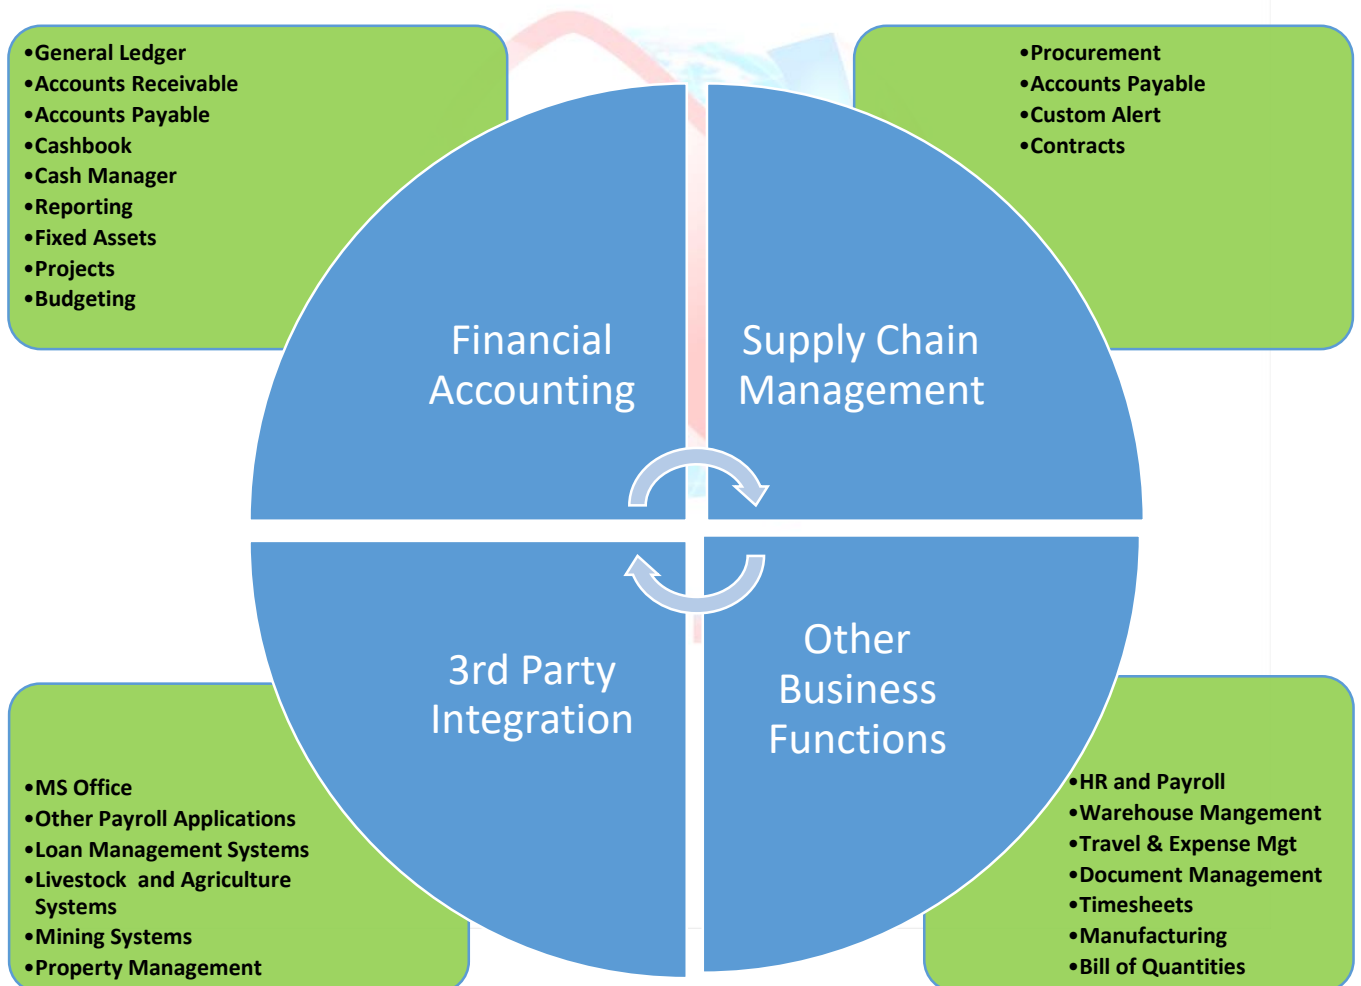 •General Ledger
•Accounts Receivable
•Accounts Payable
•Cashbook
•Cash Manager
•Reporting
•Fixed Assets
•Projects
•Budgeting
•Procurement
•Accounts Payable
•Custom Alert
•Contracts
Financial
Accounting
Supply Chain
Management
3rd Party
Integration
Other
Business
Functions
•MS Office
•Other Payroll Applications
•Loan Management Systems
•Livestock and Agriculture
Systems
•Mining Systems
•Property Management
•HR and Payroll
•Warehouse Mangement
•Travel & Expense Mgt
•Document Management
•Timesheets
•Manufacturing
•Bill of Quantities